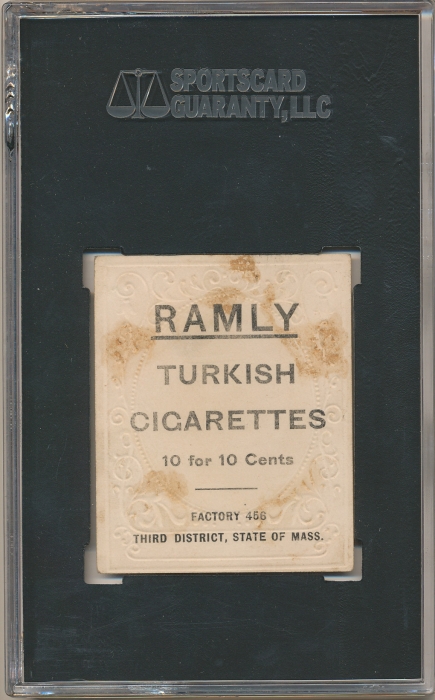 SPORTSCARD
GUARANTY, LLC
RAMLY
TURKISH
CIGARETTES
10 for 10 Cents
FACTORY 456
THIRD DISTRICT, STATE OF MASS.